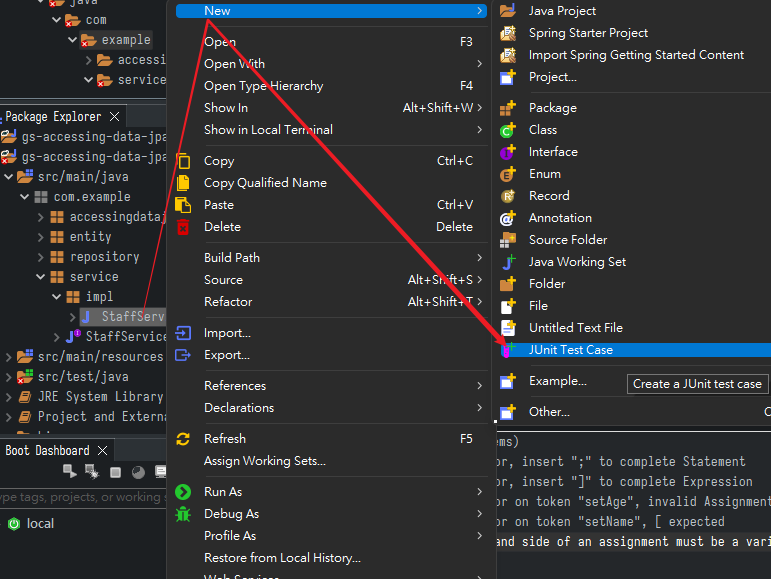 java
com
example
service
Package Explorer
gs-accessing-data-jpa
gs-accessing-data-jpa
src/main/java
com.example
entity
repository
service
impl
src/main/resources
src/test/java
JRE System Library
Project and
Boot Dashboard
type tags, projects, or working
local
New
Open F3
Open With
Open Type Hierarchy F4
Show In Alt+Shift+W
Show in Local Terminal
Copy Ctrl+C
Copy Qualified Name
Paste Ctrl+V
Delete Delete
Build Path
Source Alt+Shift+S
Refactor Alt+Shift+T
Import...
Export...
References
Declarations
Refresh F5
Assign Working Sets...
Run As
Debug As
Profile As
Restore from Local History...
Web Services
Java Project
Spring Starter Project
Import Spring Getting Started Content
Project...
Package
Class
Interface
Enum
Record
Annotation
Source Folder
Java Working Set
Folder
File
Untitled Text File
JUnit Test Case
Example...
Create a JUnit test case
Other...
ems)
or, insert ";" to complete Statement
or, insert "]" to complete Expression
or on token "setAge", invalid Assignment
or on token "setName", [ expected
and side of an assignment must be a